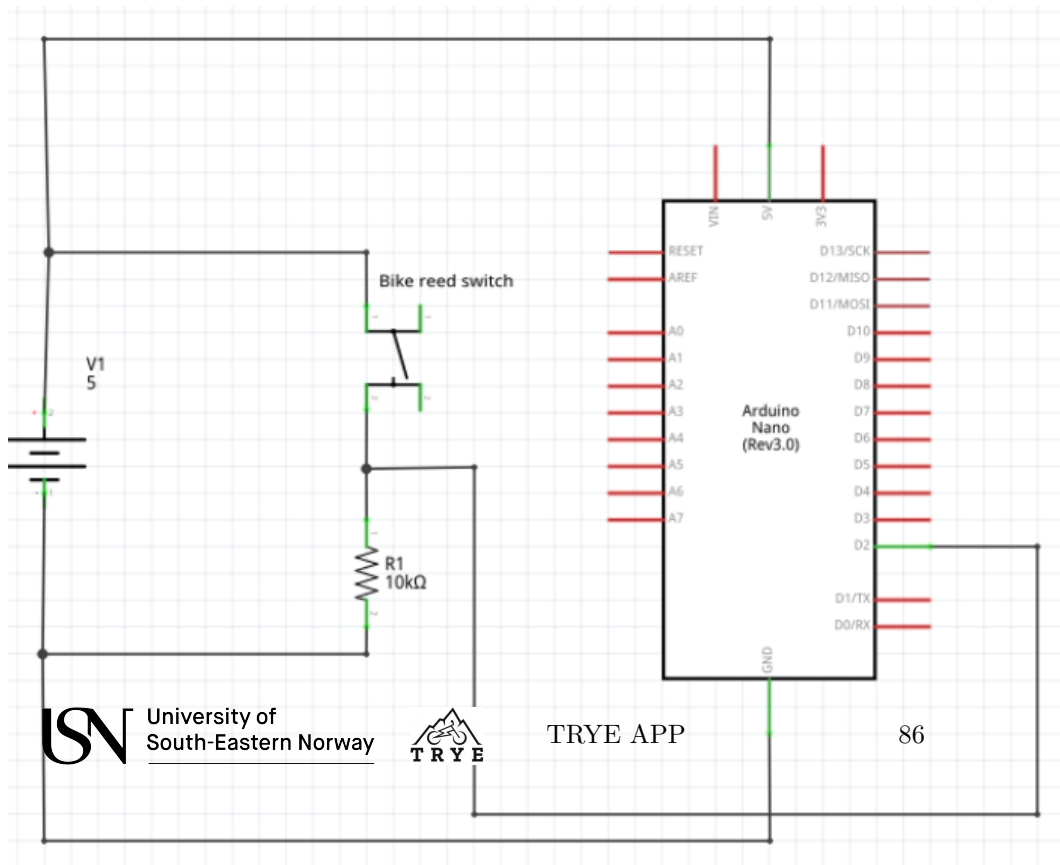 VIN
5V
3V3
RESET
D13/SCK
Bike reed switch
AREF
D12/MISO
D11/MOSI
A0
D10
A1
D9
V1
5
A2
D8
A3
Arduino
Nano
(Rev3.0)
D7
A4
D6
A5
D5
A6
D4
A7
D3
D2
R1
10kΩ
D1/TX
D0/RX
GND
USN
University of
South-Eastern Norway
TRYE
TRYE APP
86